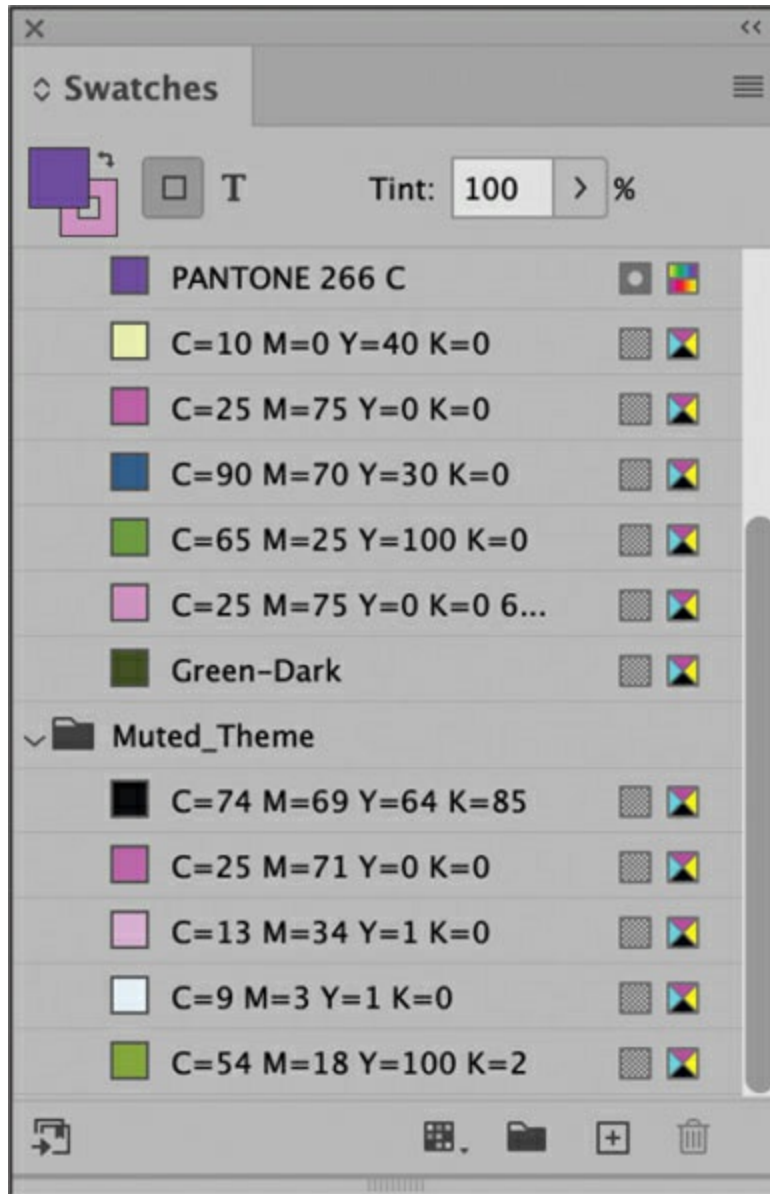 Swatches
T Tint: 100 %
PANTONE 266 C
C=10 M=0 Y=40 K=0
C=25 M=75 Y=0 K=0
C=90 M=70 Y=30 K=0
C=65 M=25 Y=100 K=0
C=25 M=75 Y=0 K=0 6...
Green-Dark
Muted_Theme
C=74 M=69 Y=64 K=85
C=25 M=71 Y=0 K=0
C=13 M=34 Y=1 K=0
C=9 M=3 Y=1 K=0
C=54 M=18 Y=100 K=2